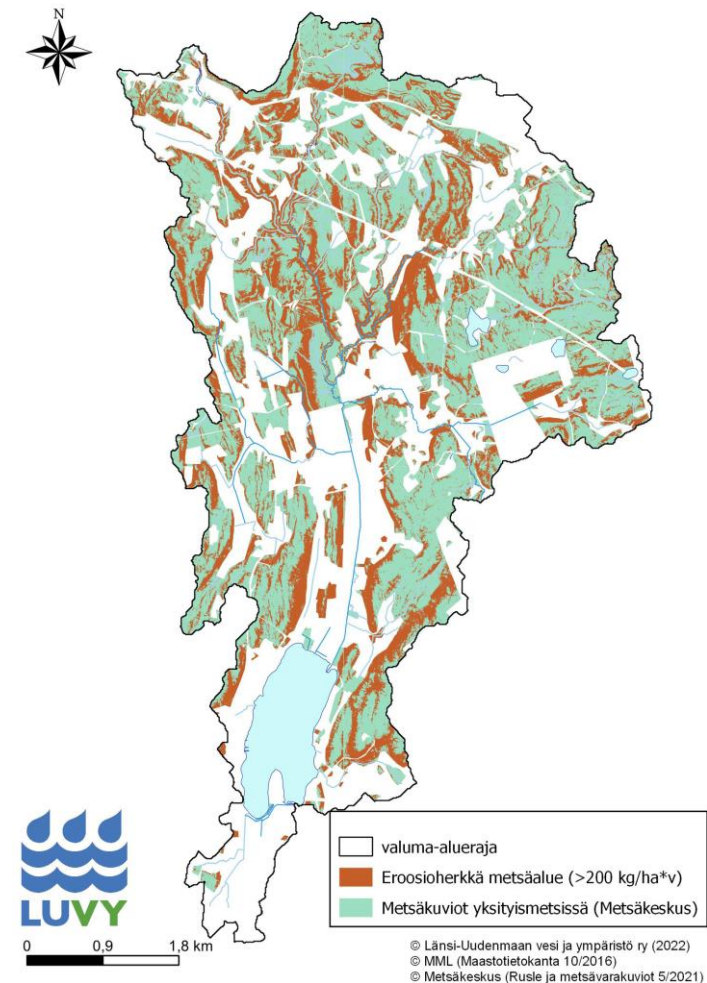 N
valuma-alueraja
Eroosioherkkä metsäalue (>200 kg/ha*v)
Metsäkuviot yksityismetsissä (Metsäkeskus)
LUVY
0 0,9 1,8 km
© Länsi-Uudenmaan vesi ja ympäristö ry (2022)
© MML (Maastotietokanta 10/2016)
© Metsäkeskus (Rusle ja metsävarakuviot 5/2021)